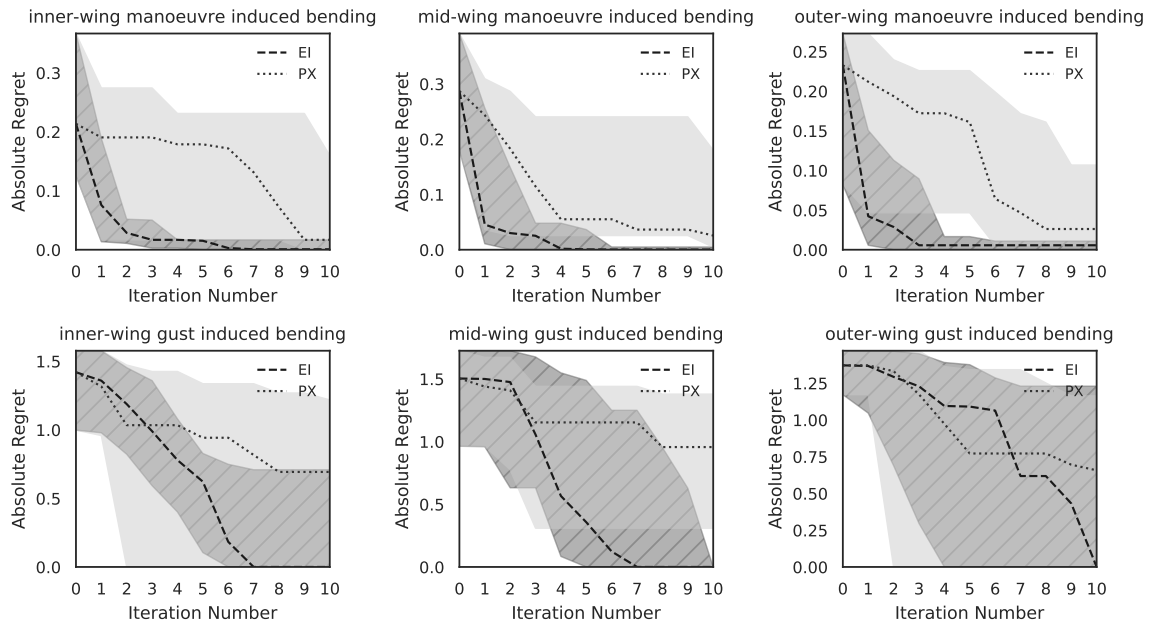 inner-wing manoeuvre induced bending
Absolute Regret
0.3
0.2
0.1
0.0
EI
PX
0 1 2 3 4 5 6 7 8 9 10
Iteration Number
mid-wing manoeuvre induced bending
Absolute Regret
0.3
0.2
0.1
0.0
EI
PX
0 1 2 3 4 5 6 7 8 9 10
Iteration Number
outer-wing manoeuvre induced bending
Absolute Regret
0.25
0.20
0.15
0.10
0.05
0.00
EI
PX
0 1 2 3 4 5 6 7 8 9 10
Iteration Number
inner-wing gust induced bending
Absolute Regret
1.5
1.0
0.5
0.0
EI
PX
0 1 2 3 4 5 6 7 8 9 10
Iteration Number
mid-wing gust induced bending
Absolute Regret
1.5
1.0
0.5
0.0
EI
PX
0 1 2 3 4 5 6 7 8 9 10
Iteration Number
outer-wing gust induced bending
Absolute Regret
1.25
1.00
0.75
0.50
0.25
0.00
EI
PX
0 1 2 3 4 5 6 7 8 9 10
Iteration Number